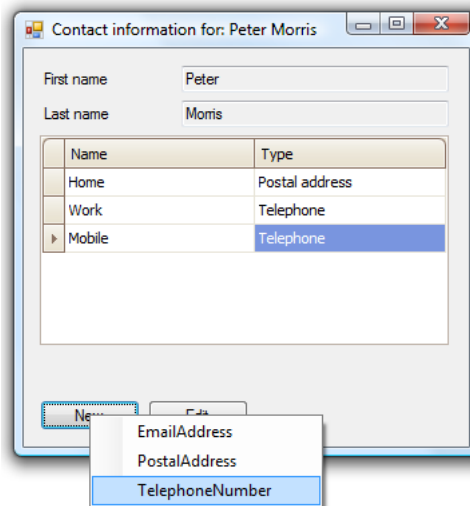 Contact information for: Peter Morris
First name Peter
Last name Morris
Name Type
Home Postal address
Work Telephone
Mobile Telephone
EmailAddress
PostalAddress
TelephoneNumber